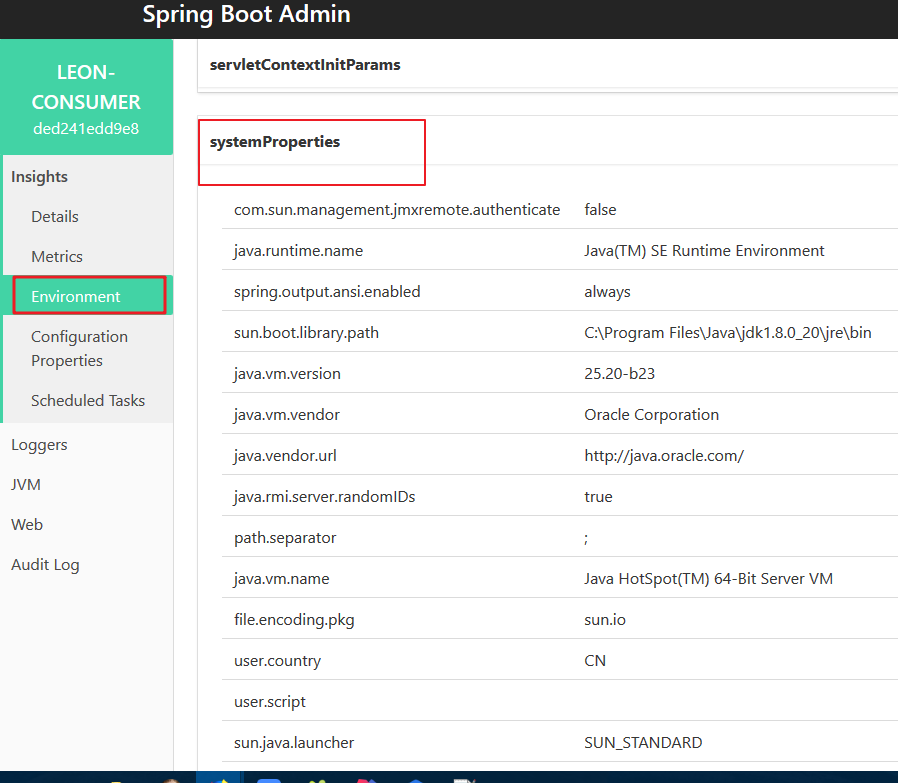 Spring Boot Admin
LEON-
CONSUMER
ded241edd9e8
Insights
Details
Metrics
Environment
Configuration
Properties
Scheduled Tasks
Loggers
JVM
Web
Audit Log
servletContextInitParams
systemProperties
com.sun.management.jmxremote.authenticate false
java.runtime.name Java(TM) SE Runtime Environment
spring.output.ansi.enabled always
sun.boot.library.path C:\Program Files\Java\jdk1.8.0_20\jre\bin
java.vm.version 25.20-b23
java.vm.vendor Oracle Corporation
java.vendor.url http://java.oracle.com/
java.rmi.server.randomIDs true
path.separator ;
java.vm.name Java HotSpot(TM) 64-Bit Server VM
file.encoding.pkg sun.io
user.country CN
user.script
sun.java.launcher SUN_STANDARD